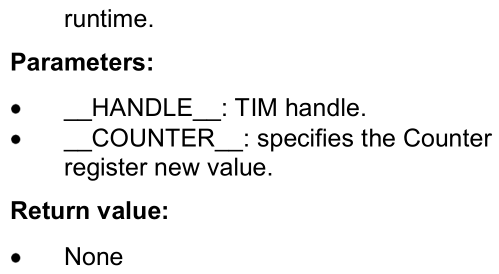 runtime.
Parameters:
• __HANDLE__: TIM handle.
• __COUNTER__: specifies the Counter
register new value.
Return value:
• None